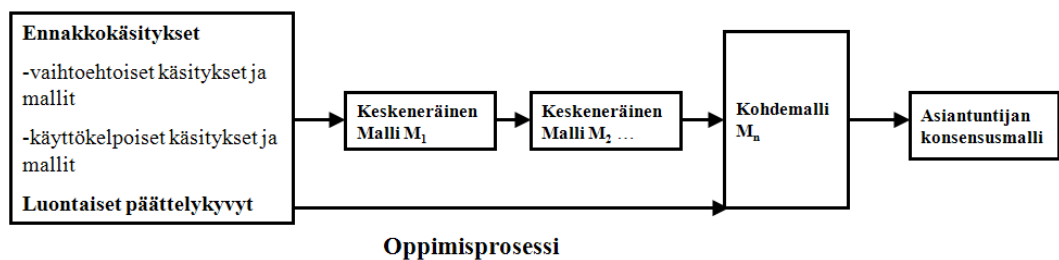 Ennakkokäsitykset
-vaihtoehtoiset käsitykset ja
mallit
-käyttökelpoiset käsitykset ja
mallit
Luontaiset päättelykyvyt
Keskeneräinen
Malli M1
Keskeneräinen
Malli M2 ...
Kohdemalli
Mn
Asiantuntijan
konsensusmalli
Oppimisprosessi